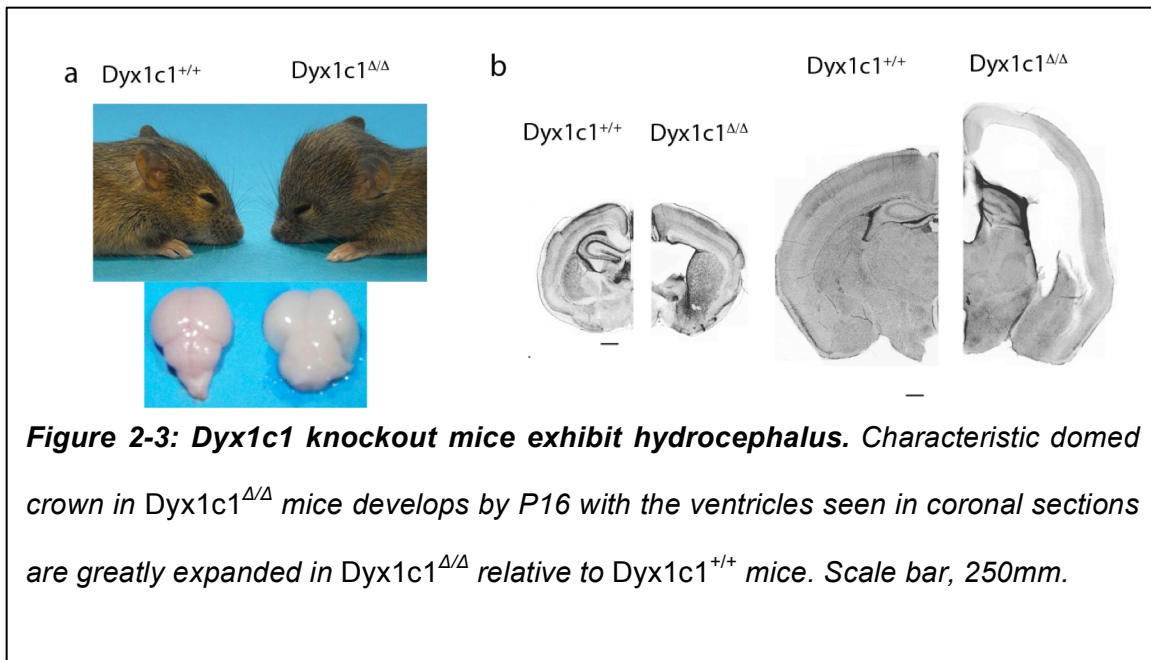 a Dyx1c1+/+ Dyx1c1Δ/Δ
b
Dyx1c1+/+ Dyx1c1Δ/Δ
Dyx1c1+/+ Dyx1c1Δ/Δ
Figure 2-3: Dyx1c1 knockout mice exhibit hydrocephalus. Characteristic domed
crown in Dyx1c1Δ/Δ mice develops by P16 with the ventricles seen in coronal sections
are greatly expanded in Dyx1c1Δ/Δ relative to Dyx1c1+/+ mice. Scale bar, 250mm.